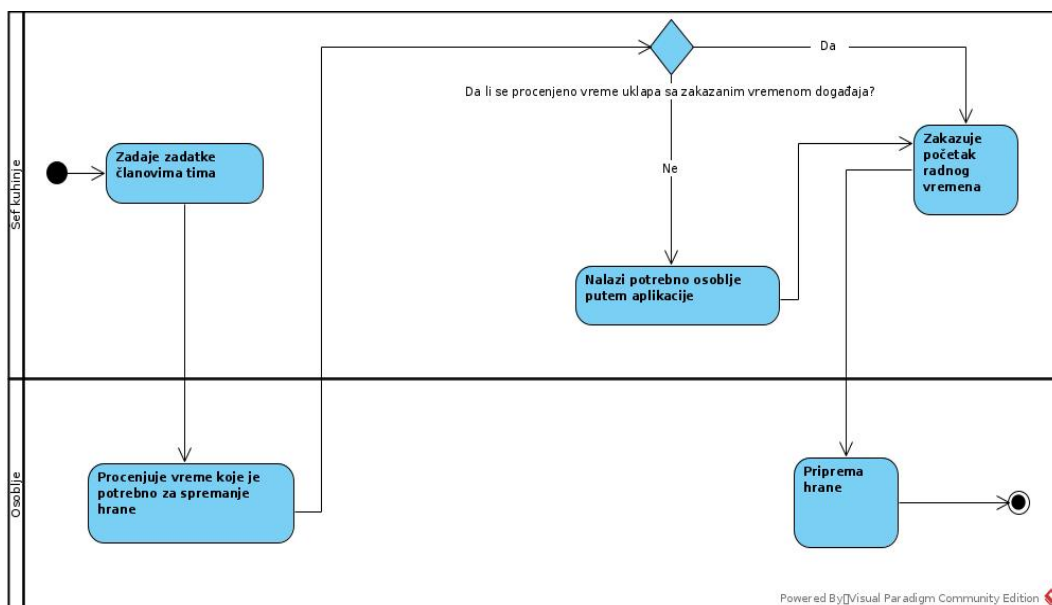 Šef kuhinje
Zadaje zadatke
članovima tima
Da
Da li se procenjeno vreme uklapa sa zakazanim vremenom događaja?
Ne
Zakazuje
početak
radnog
vremena
Nalazi potrebno osoblje
putem aplikacije
Osoblje
Procenjuje vreme koje je
potrebno za spremanje
hrane
Priprema
hrane
Powered By▯Visual Paradigm Community Edition